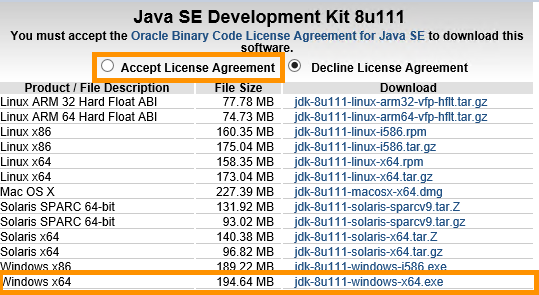 Java SE Development Kit 8u111
You must accept the Oracle Binary Code License Agreement for Java SE to download this
software.
Accept License Agreement Decline License Agreement
Product / File Description File Size Download
Linux ARM 32 Hard Float ABI 77.78 MB jdk-8u111-linux-arm32-vfp-hflt.tar.gz
Linux ARM 64 Hard Float ABI 74.73 MB jdk-8u111-linux-arm64-vfp-hflt.tar.gz
Linux x86 160.35 MB jdk-8u111-linux-i586.rpm
Linux x86 175.04 MB jdk-8u111-linux-i586.tar.gz
Linux x64 158.35 MB jdk-8u111-linux-x64.rpm
Linux x64 173.04 MB jdk-8u111-linux-x64.tar.gz
Mac OS X 227.39 MB jdk-8u111-macosx-x64.dmg
Solaris SPARC 64-bit 131.92 MB jdk-8u111-solaris-sparcv9.tar.Z
Solaris SPARC 64-bit 93.02 MB jdk-8u111-solaris-sparcv9.tar.gz
Solaris x64 140.38 MB jdk-8u111-solaris-x64.tar.Z
Solaris x64 96.82 MB jdk-8u111-solaris-x64.tar.gz
Windows x86 189.22 MB jdk-8u111-windows-i586.exe
Windows x64 194.64 MB jdk-8u111-windows-x64.exe